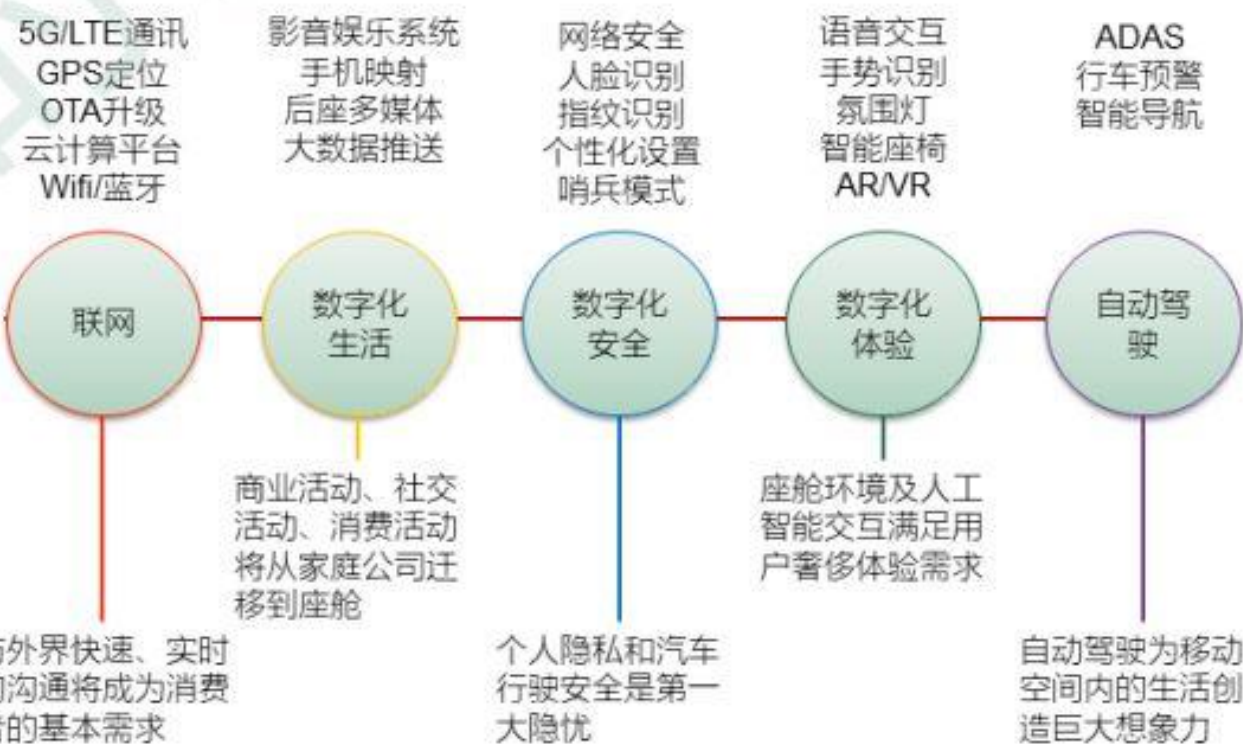 5G/LTE通讯
GPS定位
OTA升级
云计算平台
Wifi/蓝牙
影音娱乐系统
手机映射
后座多媒体
大数据推送
网络安全
人脸识别
指纹识别
个性化设置
哨兵模式
语音交互
手势识别
氛围灯
智能座椅
AR/VR
ADAS
行车预警
智能导航
联网
数字化
生活
数字化
安全
数字化
体验
自动驾
驶
与外界快速、实时
的沟通将成为消费
者的基本需求
商业活动、社交
活动、消费活动
将从家庭公司迁
移到座舱
个人隐私和汽车
行驶安全是第一
大隐忧
座舱环境及人工
智能交互满足用
户奢侈体验需求
自动驾驶为移动
空间内的生活创
造巨大想象力